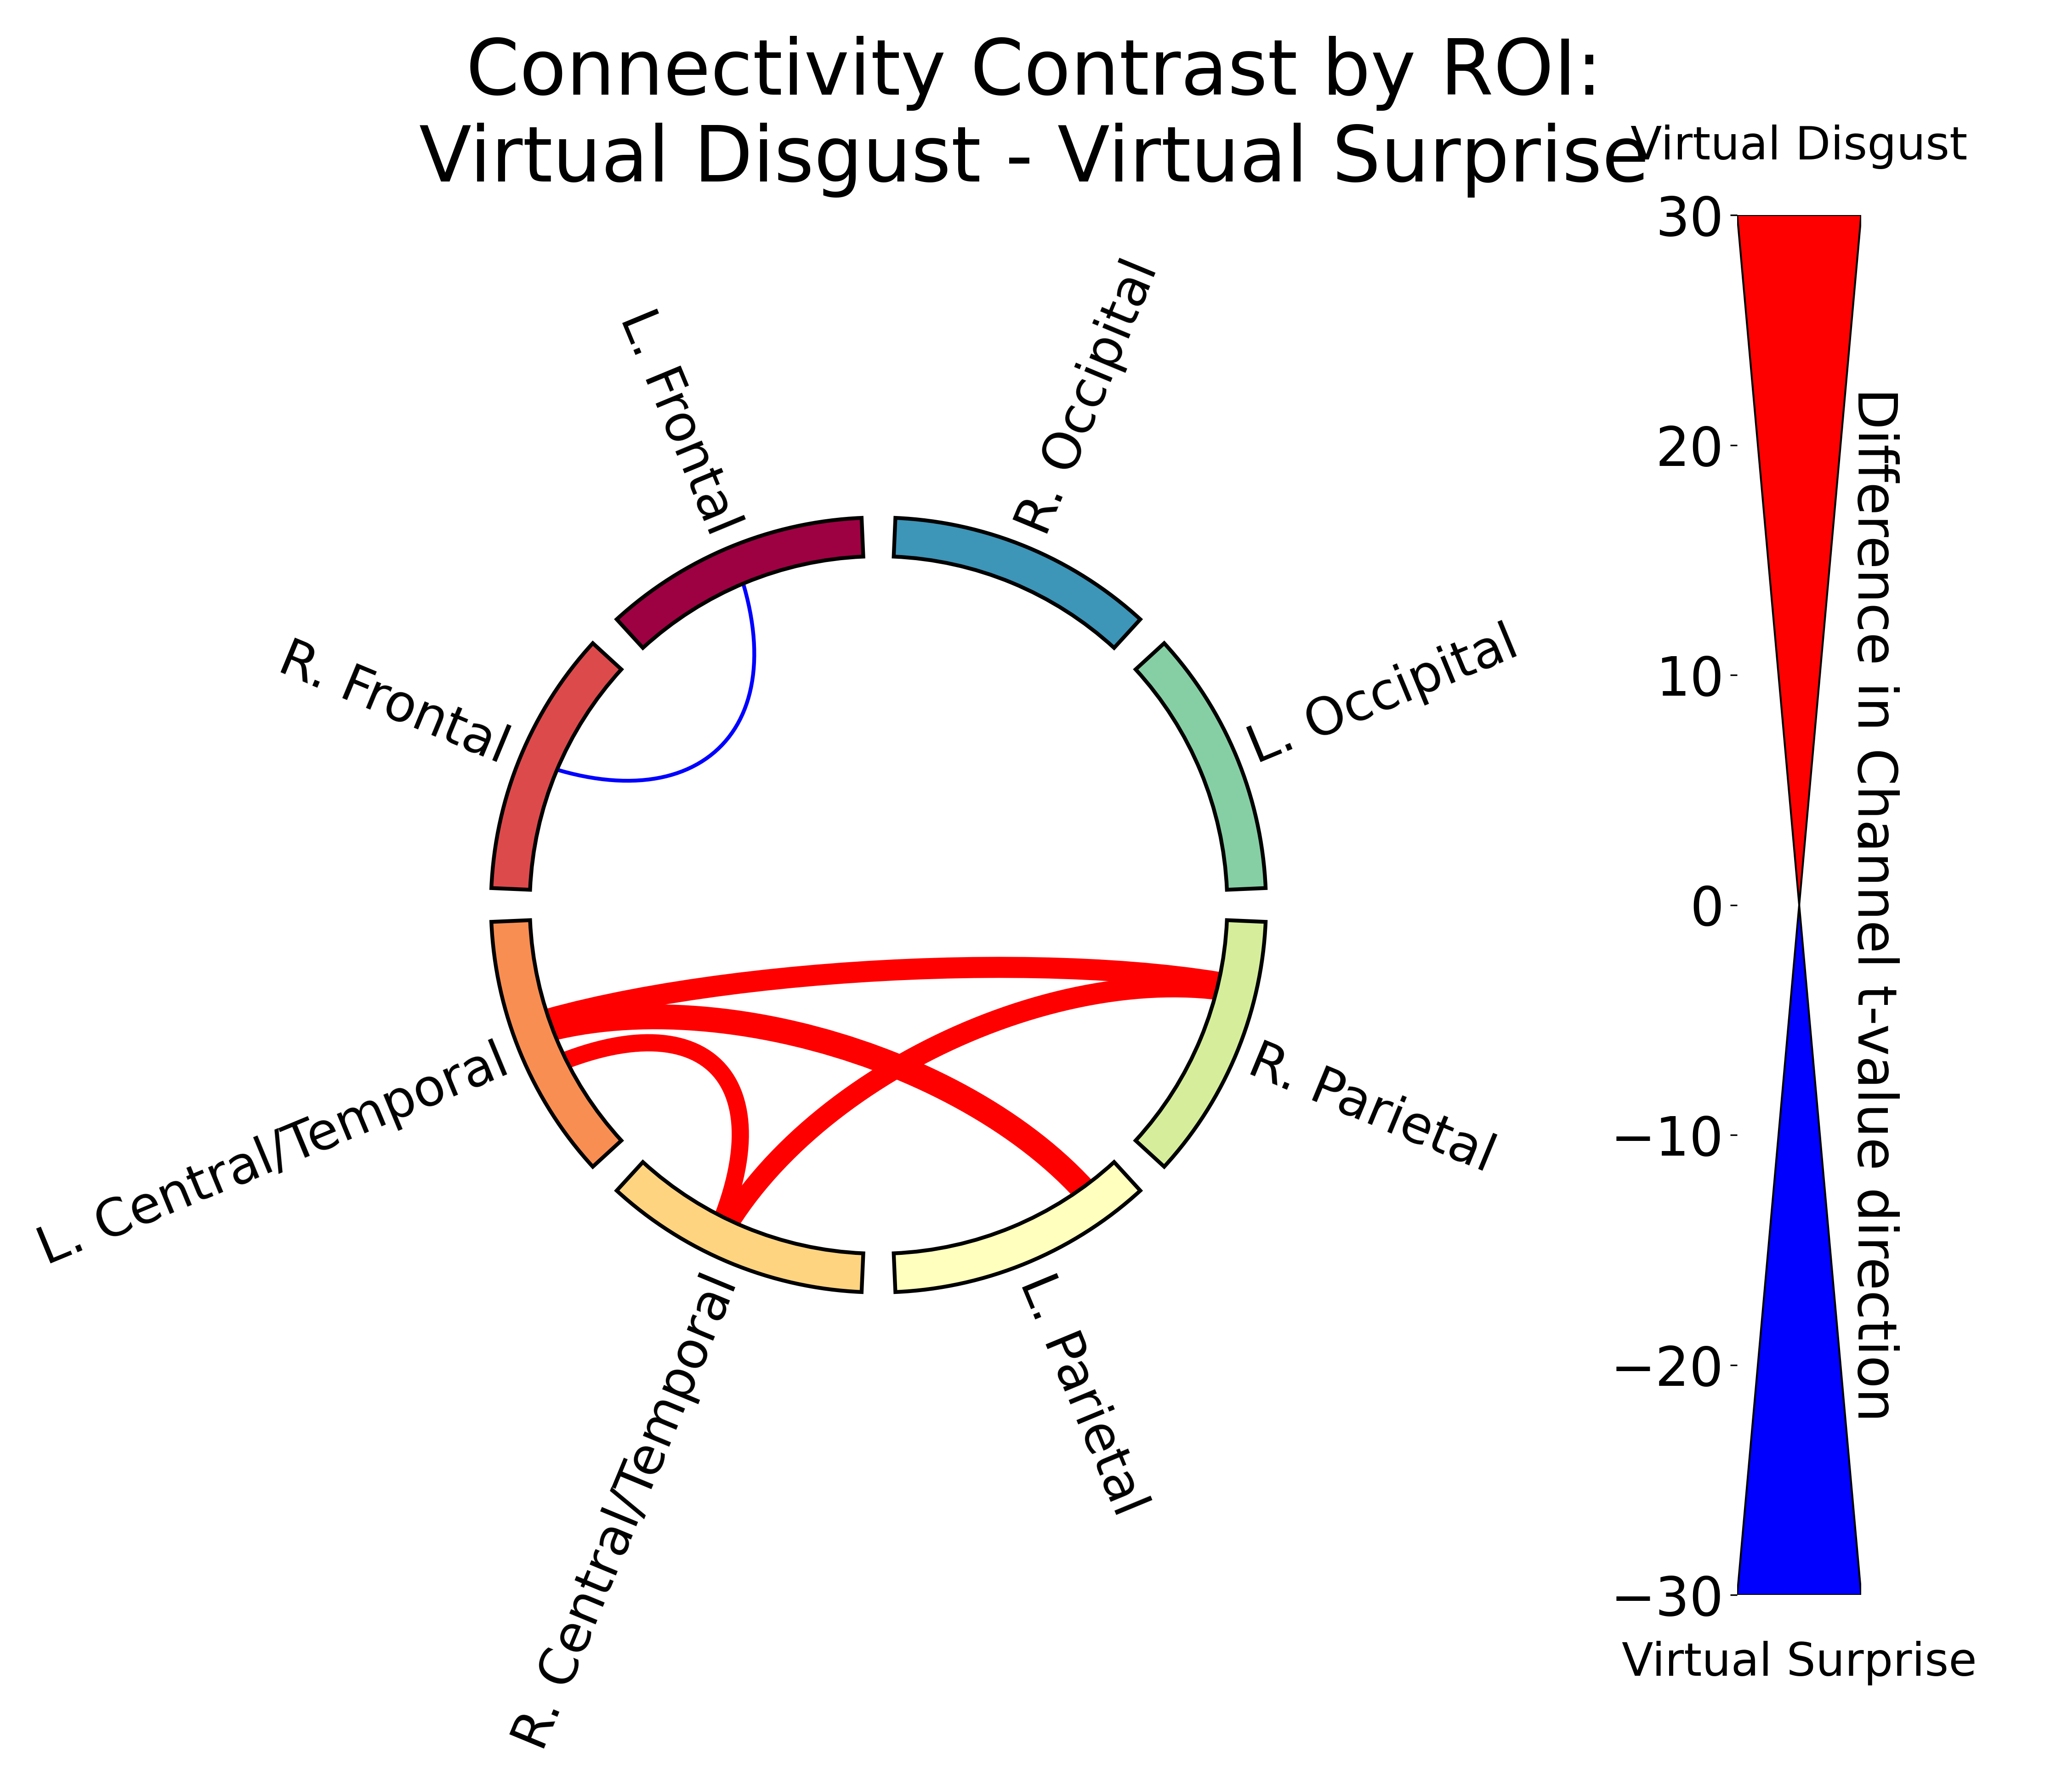 Connectivity Contrast by ROI:
Virtual Disgust - Virtual Surprise
Virtual Disgust
30
20
10
0
−10
−20
−30
Virtual Surprise
Difference in Channel t-value direction
L. Frontal
R. Occipital
R. Frontal
L. Occipital
L. Central/Temporal
R. Parietal
R. Central/Temporal
L. Parietal